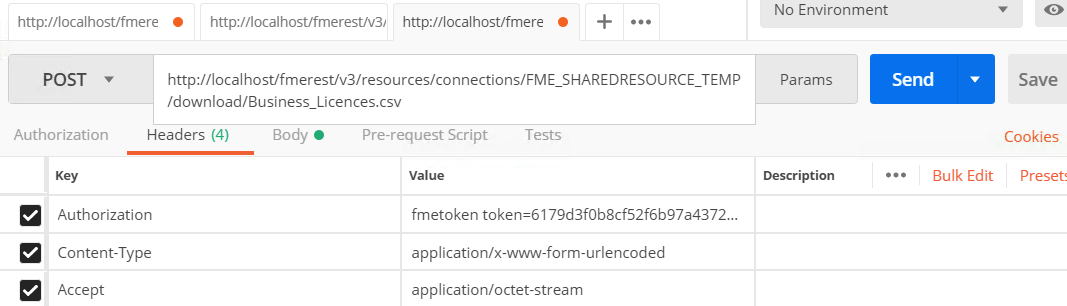 http://localhost/fmere
http://localhost/fmerest/v3/
http://localhost/fmere
+
•••
No Environment
POST
http://localhost/fmerest/v3/resources/connections/FME_SHAREDRESOURCE_TEMP
/download/Business_Licences.csv
Params
Send
Save
Authorization
Headers (4)
Body
Pre-request Script
Tests
Cookies
Key
Value
Description
•••
Bulk Edit
Presets
Authorization
fmetoken token=6179d3f0b8cf52f6b97a4372...
Content-Type
application/x-www-form-urlencoded
Accept
application/octet-stream